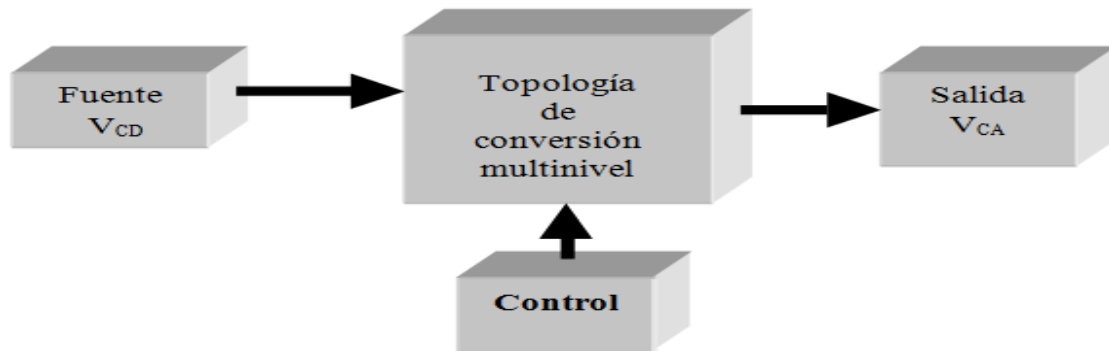 Fuente
VCD
Topología
de
conversión
multinivel
Salida
VCA
Control